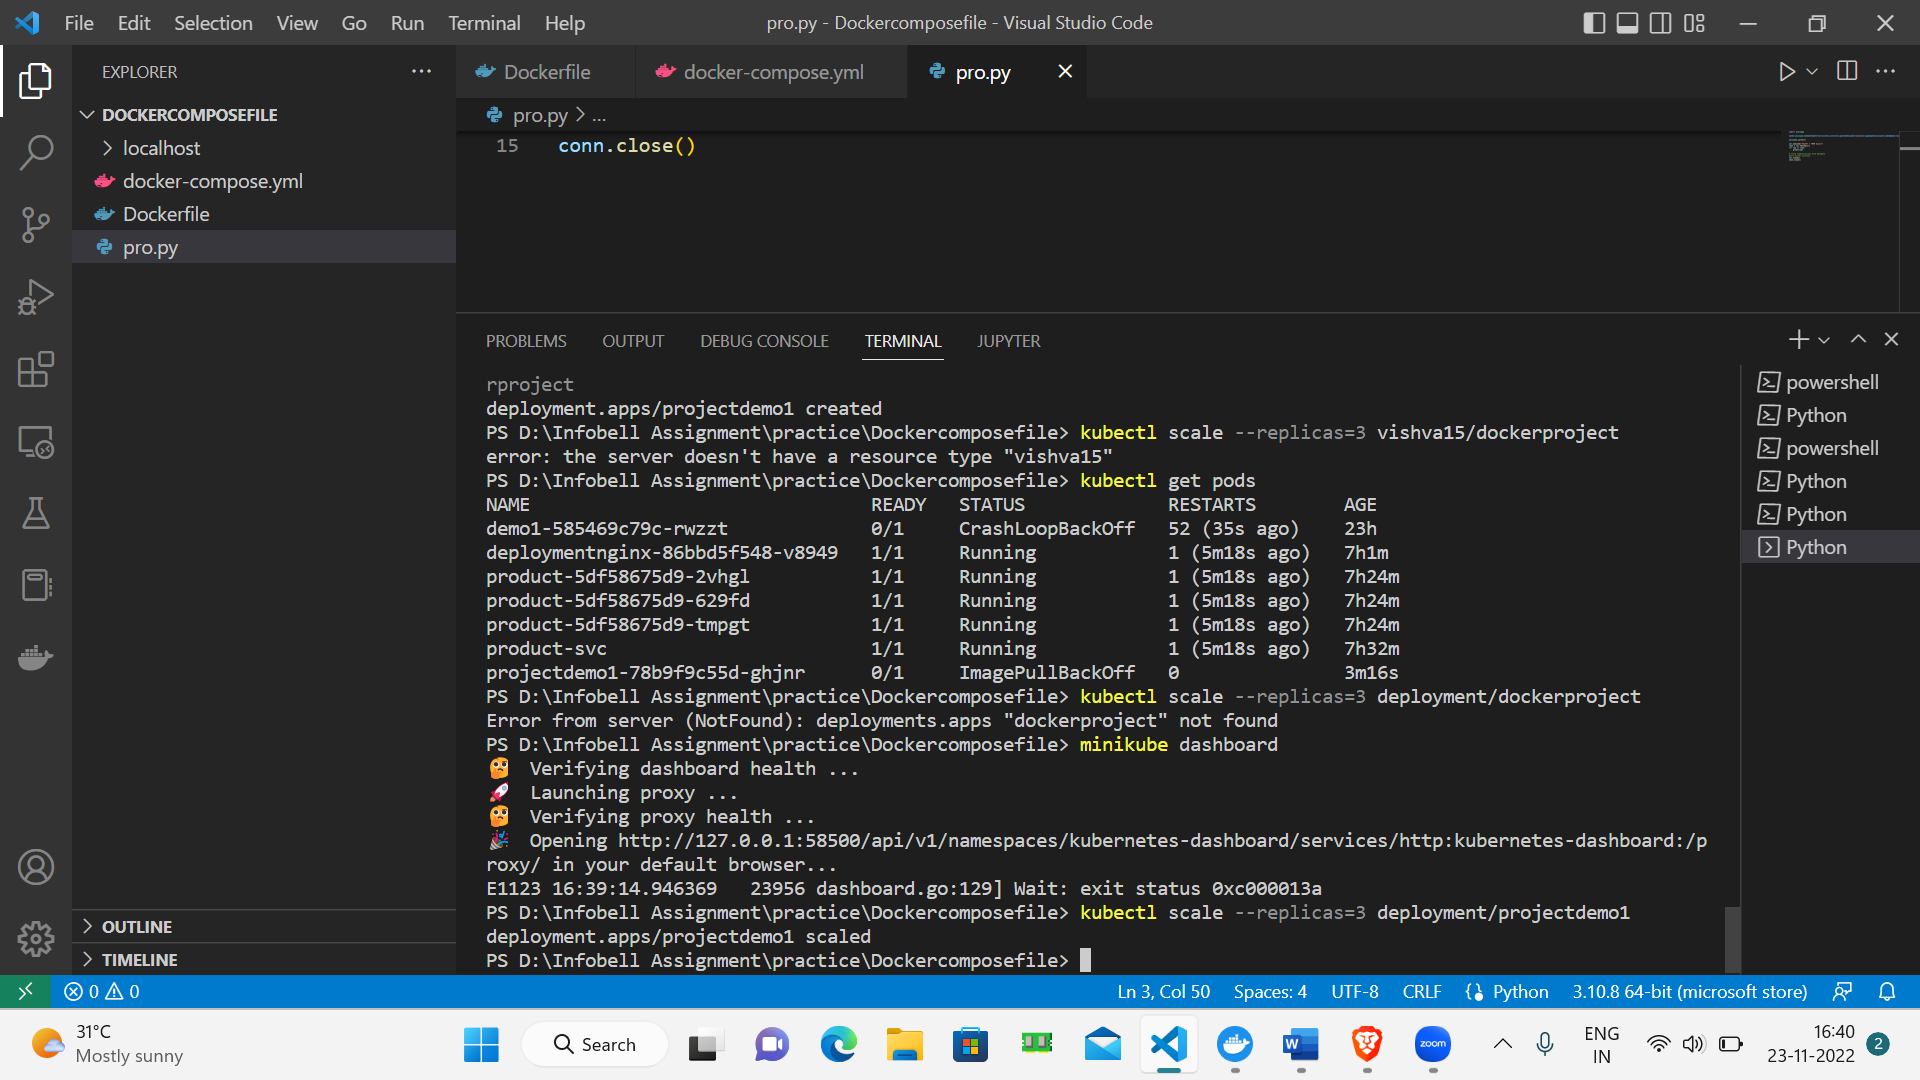 File Edit Selection View Go Run Terminal Help
pro.py - Dockercomposefile - Visual Studio Code
EXPLORER
DOCKERCOMPOSEFILE
localhost
docker-compose.yml
Dockerfile
pro.py
OUTLINE
TIMELINE
Dockerfile docker-compose.yml pro.py
pro.py > ...
15 conn.close()
PROBLEMS OUTPUT DEBUG CONSOLE TERMINAL JUPYTER
rproject
deployment.apps/projectdemo1 created
PS D:\Infobell Assignment\practice\Dockercomposefile> kubectl scale --replicas=3 vishva15/dockerproject
error: the server doesn't have a resource type "vishva15"
PS D:\Infobell Assignment\practice\Dockercomposefile> kubectl get pods
NAME READY STATUS RESTARTS AGE
demo1-585469c79c-rwzzt 0/1 CrashLoopBackOff 52 (35s ago) 23h
deploymentnginx-86bbd5f548-v8949 1/1 Running 1 (5m18s ago) 7h1m
product-5df58675d9-2vhgl 1/1 Running 1 (5m18s ago) 7h24m
product-5df58675d9-629fd 1/1 Running 1 (5m18s ago) 7h24m
product-5df58675d9-tmpgt 1/1 Running 1 (5m18s ago) 7h24m
product-svc 1/1 Running 1 (5m18s ago) 7h32m
projectdemo1-78b9f9c55d-ghjnr 0/1 ImagePullBackOff 0 3m16s
PS D:\Infobell Assignment\practice\Dockercomposefile> kubectl scale --replicas=3 deployment/dockerproject
Error from server (NotFound): deployments.apps "dockerproject" not found
PS D:\Infobell Assignment\practice\Dockercomposefile> minikube dashboard
🤔 Verifying dashboard health ...
🚀 Launching proxy ...
🤔 Verifying proxy health ...
🎉 Opening http://127.0.0.1:58500/api/v1/namespaces/kubernetes-dashboard/services/http:kubernetes-dashboard:/p
roxy/ in your default browser...
E1123 16:39:14.946369 23956 dashboard.go:129] Wait: exit status 0xc000013a
PS D:\Infobell Assignment\practice\Dockercomposefile> kubectl scale --replicas=3 deployment/projectdemo1
deployment.apps/projectdemo1 scaled
PS D:\Infobell Assignment\practice\Dockercomposefile>
powershell
Python
powershell
Python
Python
Python
0 0 Ln 3, Col 50 Spaces: 4 UTF-8 CRLF Python 3.10.8 64-bit (microsoft store)
31°C
Mostly sunny
Search
zoom
ENG
IN
16:40
23-11-2022
2